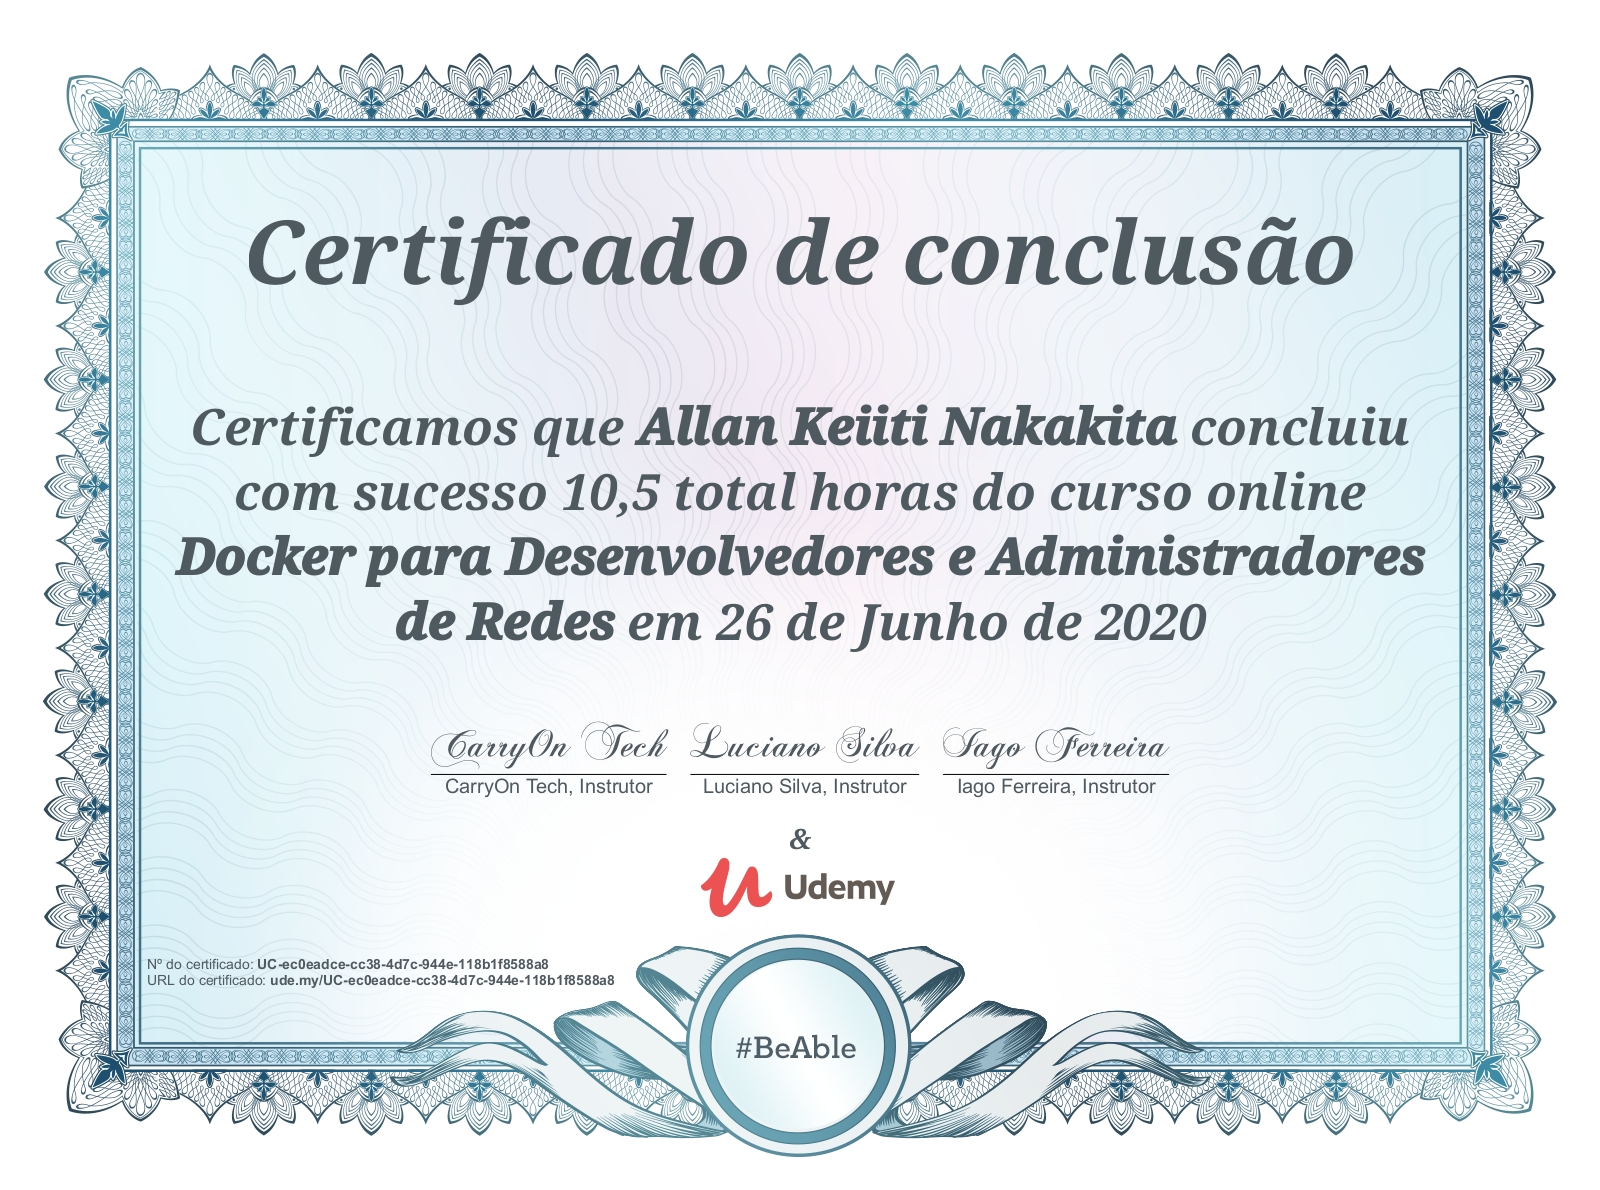 Certificado de conclusão
Certificamos que Allan Keiiti Nakakita concluiu
com sucesso 10,5 total horas do curso online
Docker para Desenvolvedores e Administradores
de Redes em 26 de Junho de 2020
CarryOn Tech Luciano Silva Iago Ferreira
CarryOn Tech, Instrutor Luciano Silva, Instrutor Iago Ferreira, Instrutor
&
Udemy
Nº do certificado: UC-ec0eadce-cc38-4d7c-944e-118b1f8588a8
URL do certificado: ude.my/UC-ec0eadce-cc38-4d7c-944e-118b1f8588a8
#BeAble